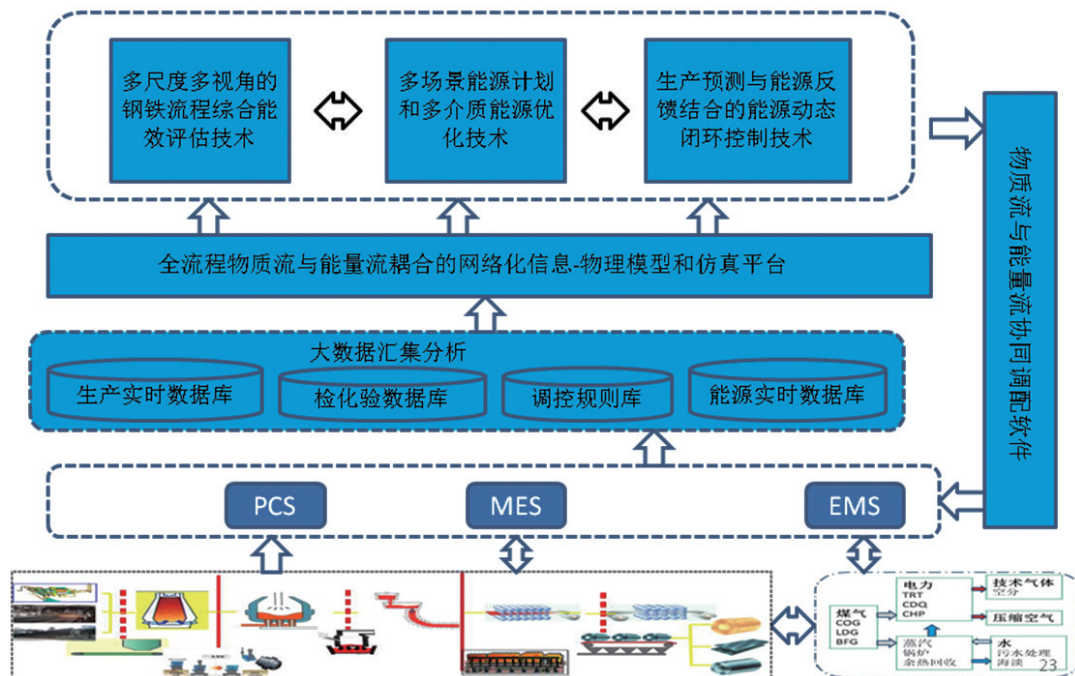 多尺度多视角的
钢铁流程综合能
效评估技术
多场景能源计划
和多介质能源优
化技术
生产预测与能源反
馈结合的能源动态
闭环控制技术
物质流与能量流协同调配软件
全流程物质流与能量流耦合的网络化信息-物理模型和仿真平台
大数据汇集分析
生产实时数据库
检化验数据库
调控规则库
能源实时数据库
PCS
MES
EMS
煤气
COG
LDG
BFG
电力
TRT
CDQ
CHP
技术气体
空分
压缩空气
蒸汽
锅炉
余热回收
水
污水处理
海淡
23